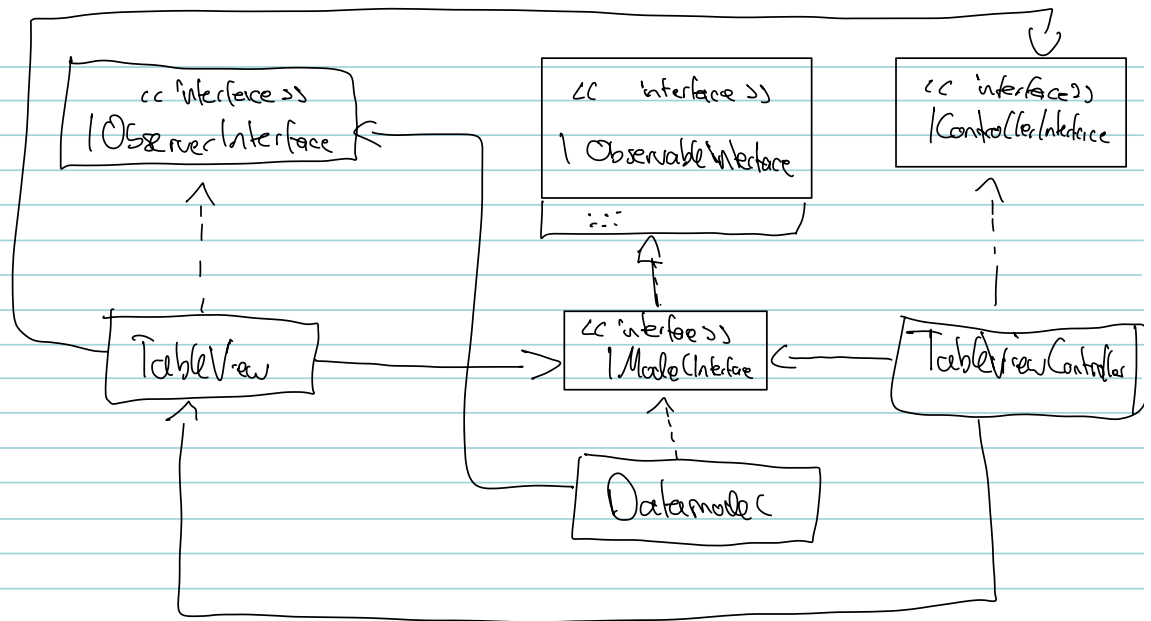 << interface >>
IObserverInterface
<< interface >>
IObservableInterface
<< interface >>
IControllerInterface
TableView
<< interface >>
IModelInterface
TableViewController
Datamodel